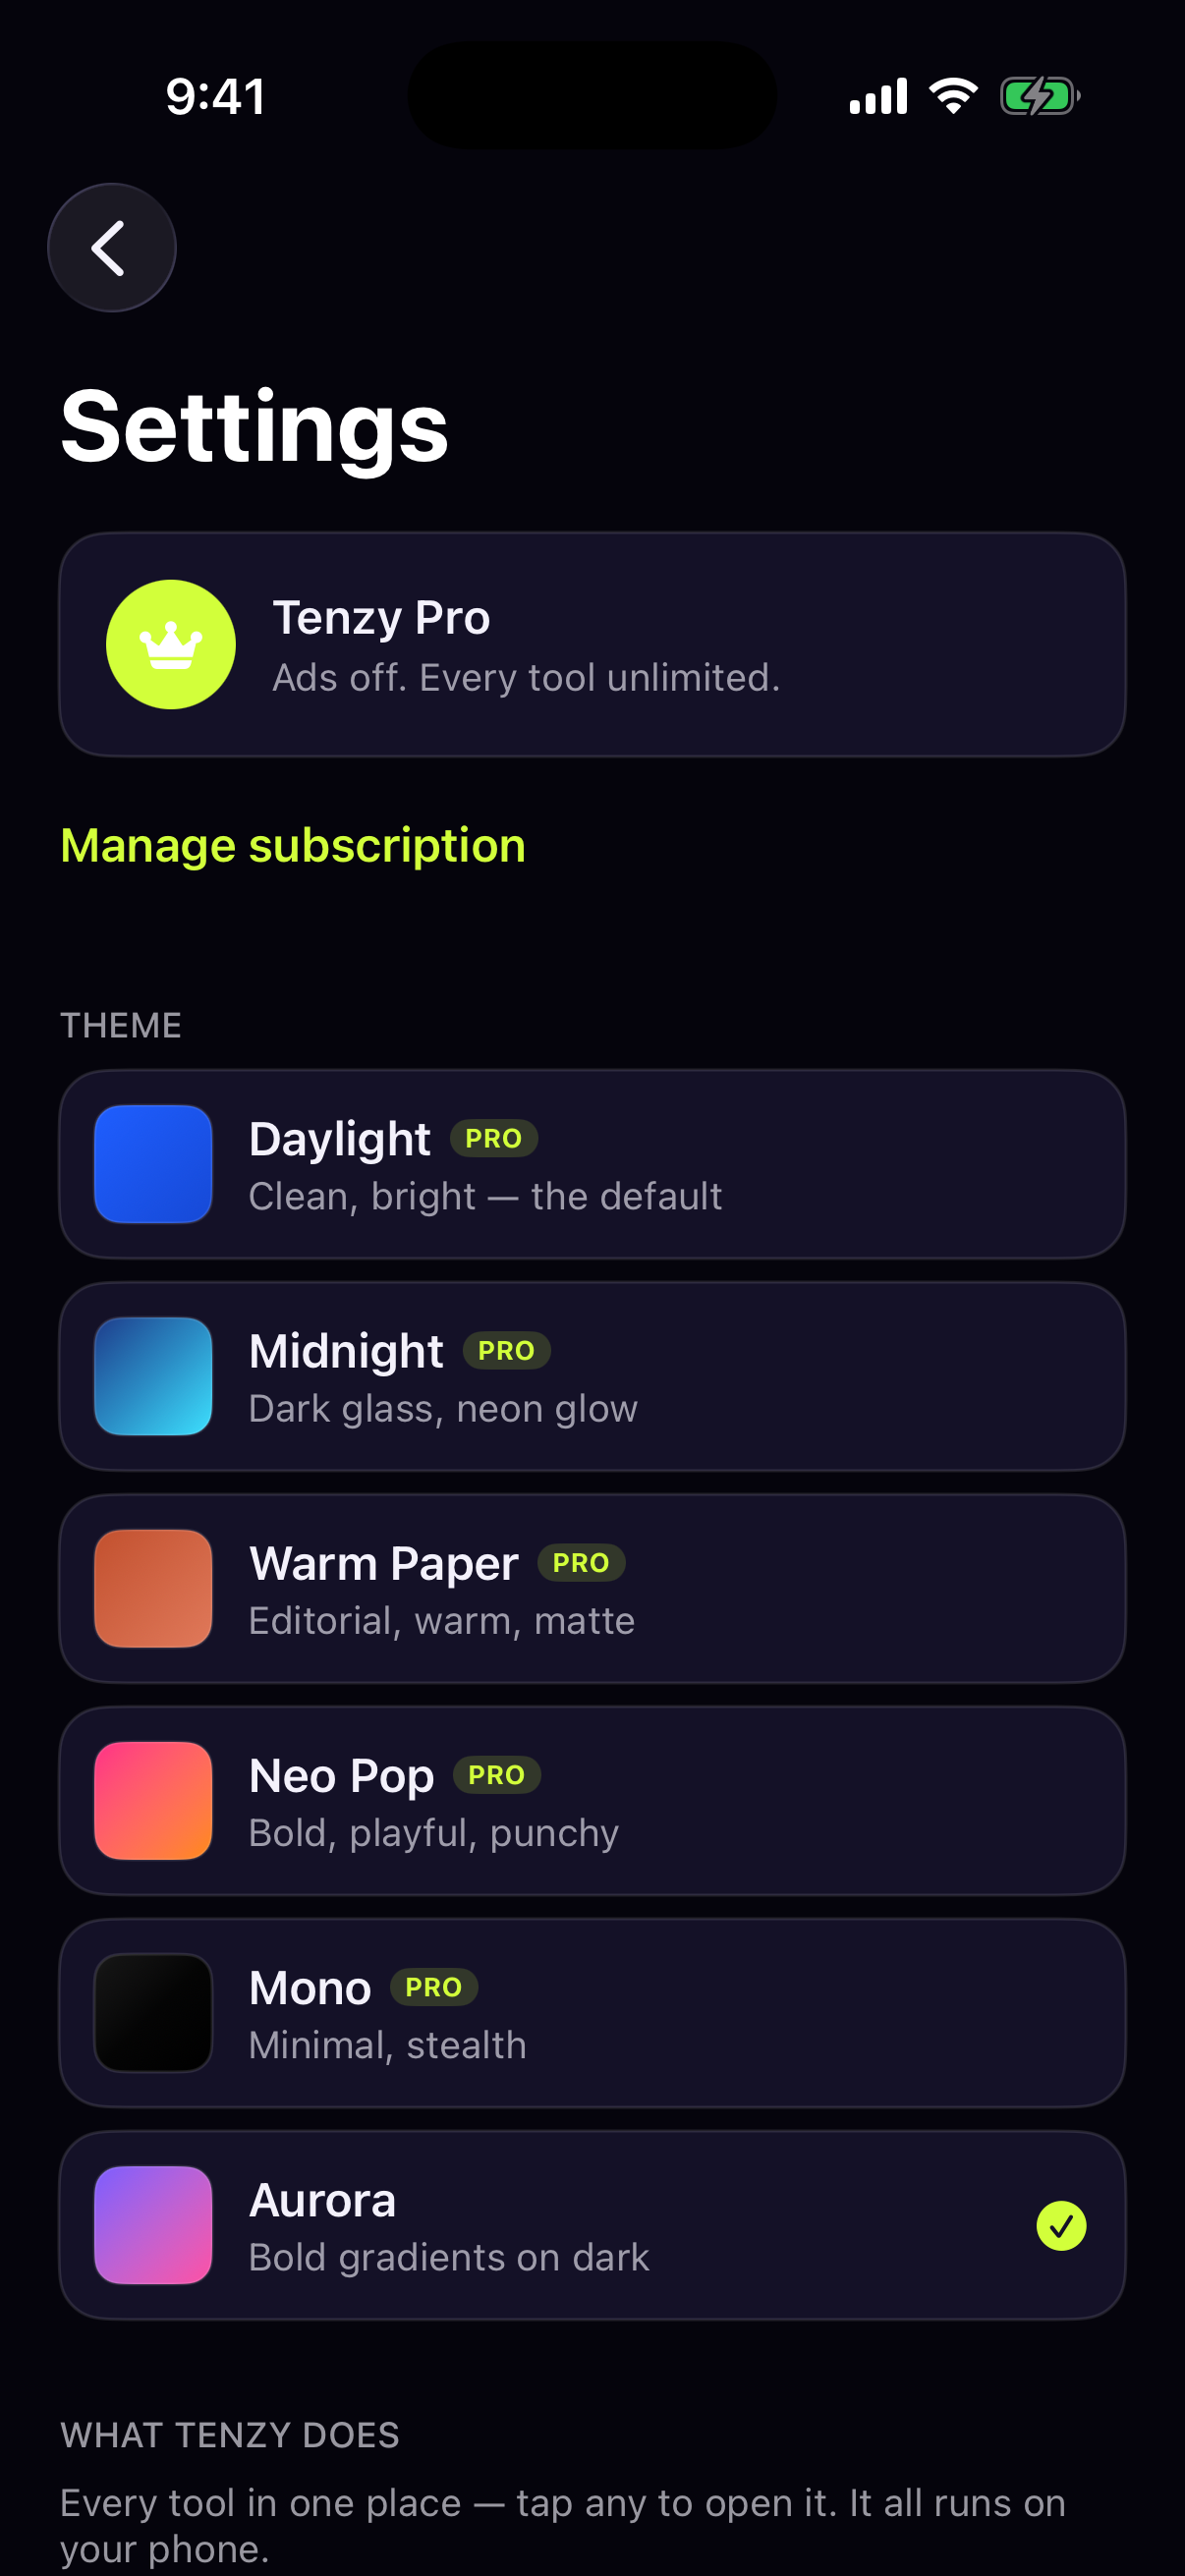 9:41
Settings
Tenzy Pro
Ads off. Every tool unlimited.
Manage subscription
THEME
Daylight PRO
Clean, bright — the default
Midnight PRO
Dark glass, neon glow
Warm Paper PRO
Editorial, warm, matte
Neo Pop PRO
Bold, playful, punchy
Mono PRO
Minimal, stealth
Aurora
Bold gradients on dark
WHAT TENZY DOES
Every tool in one place — tap any to open it. It all runs on
your phone.